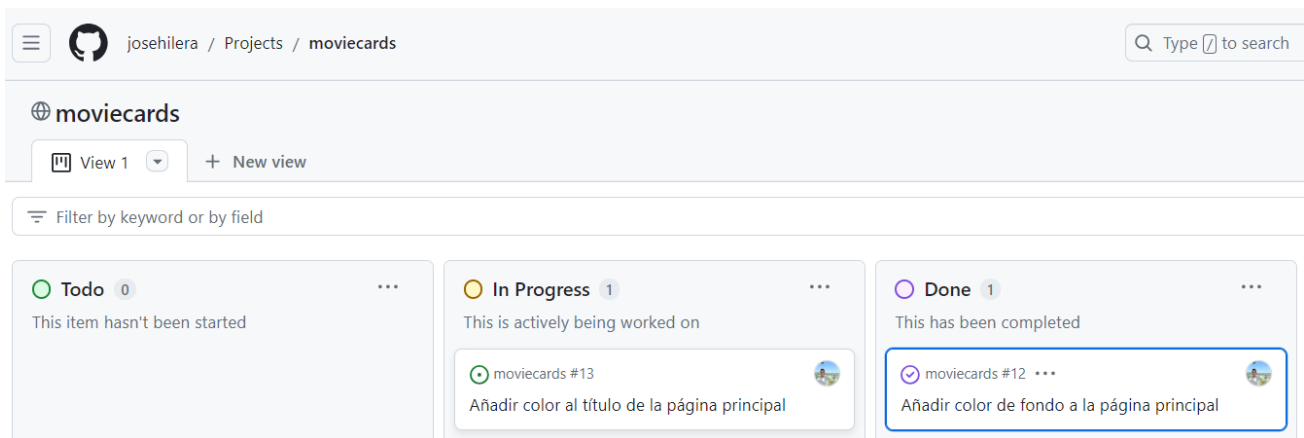 josehilera / Projects / moviecards
Type / to search
moviecards
View 1
New view
Filter by keyword or by field
Todo 0
This item hasn't been started
In Progress 1
This is actively being worked on
moviecards #13
Añadir color al título de la página principal
Done 1
This has been completed
moviecards #12
Añadir color de fondo a la página principal